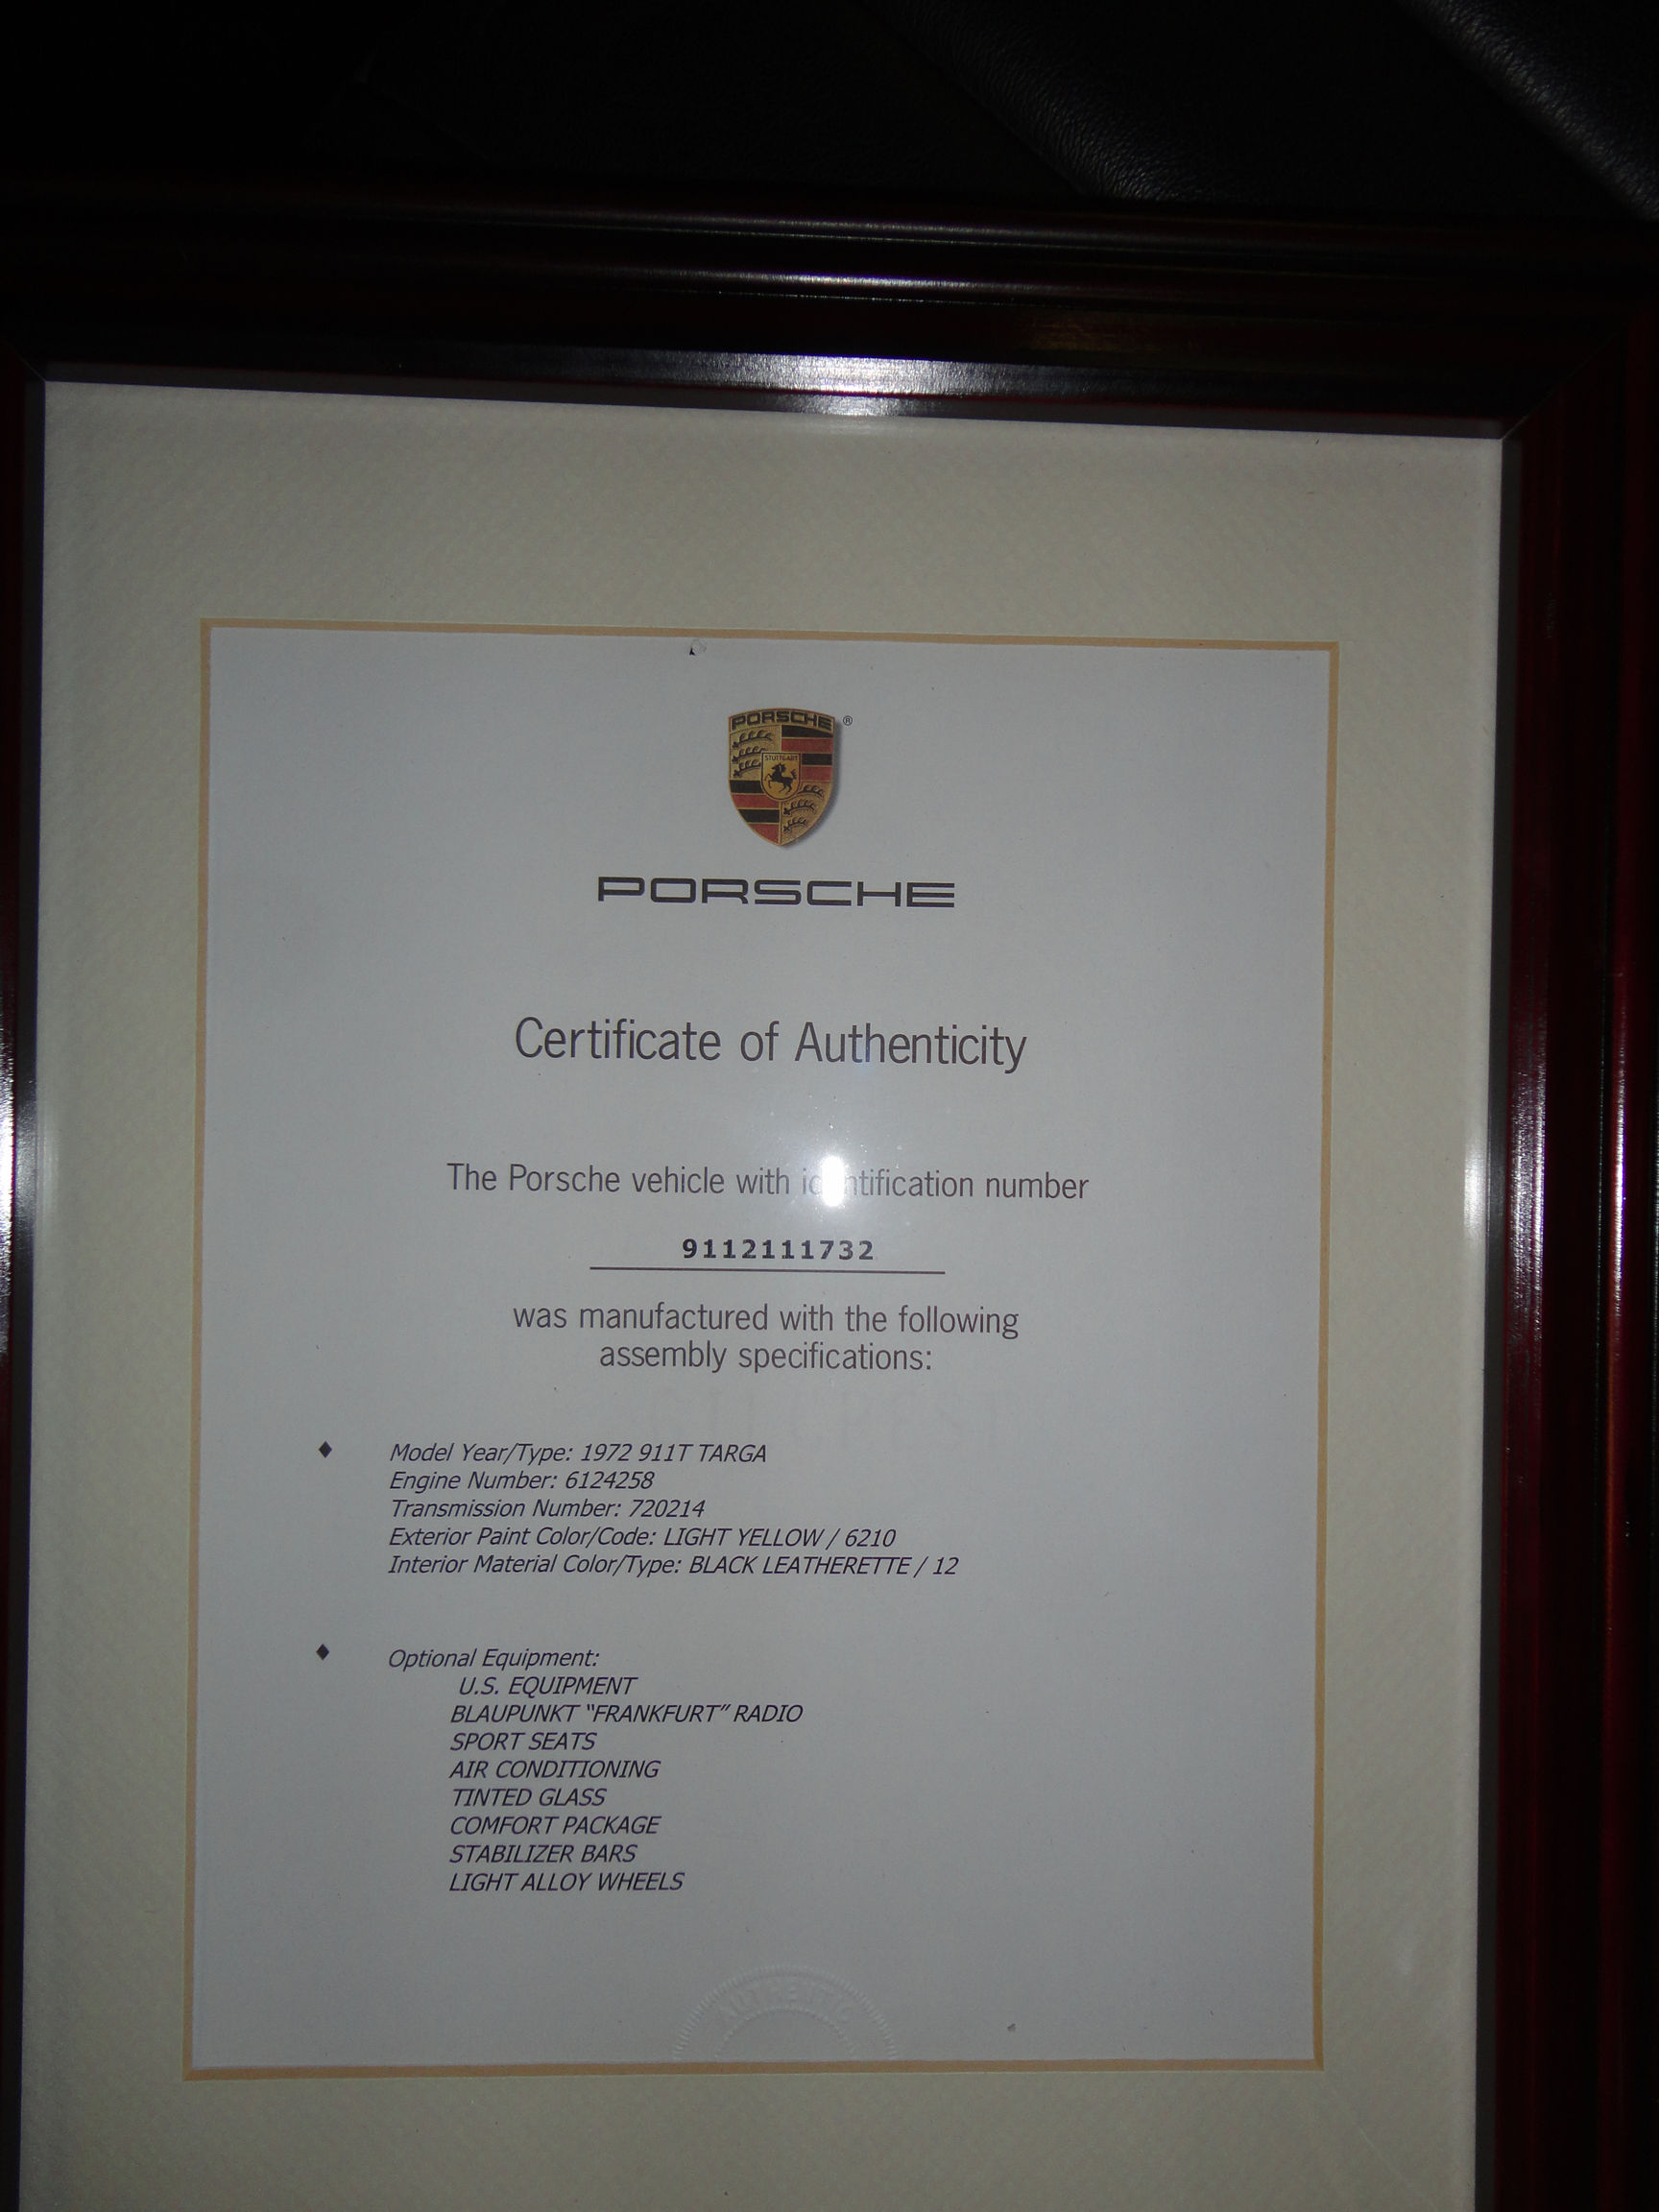 PORSCHE ®
STUTTGART
PORSCHE
Certificate of Authenticity
The Porsche vehicle with identification number
9112111732
was manufactured with the following
assembly specifications:
♦ Model Year/Type: 1972 911T TARGA
Engine Number: 6124258
Transmission Number: 720214
Exterior Paint Color/Code: LIGHT YELLOW / 6210
Interior Material Color/Type: BLACK LEATHERETTE / 12
♦ Optional Equipment:
U.S. EQUIPMENT
BLAUPUNKT “FRANKFURT” RADIO
SPORT SEATS
AIR CONDITIONING
TINTED GLASS
COMFORT PACKAGE
STABILIZER BARS
LIGHT ALLOY WHEELS
AUTHENTIC